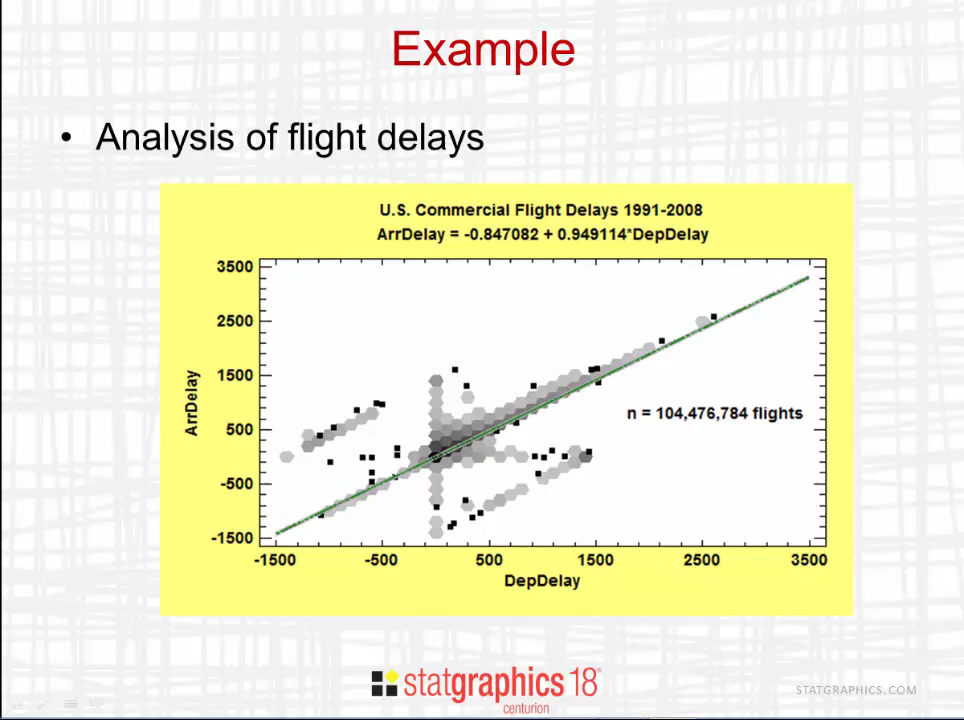 Example
• Analysis of flight delays
U.S. Commercial Flight Delays 1991-2008
ArrDelay = -0.847082 + 0.949114*DepDelay
3500
2500
1500
500
-500
-1500
ArrDelay
n = 104,476,784 flights
-1500 -500 500 1500 2500 3500
DepDelay
statgraphics 18®
centurion
STATGRAPHICS.COM